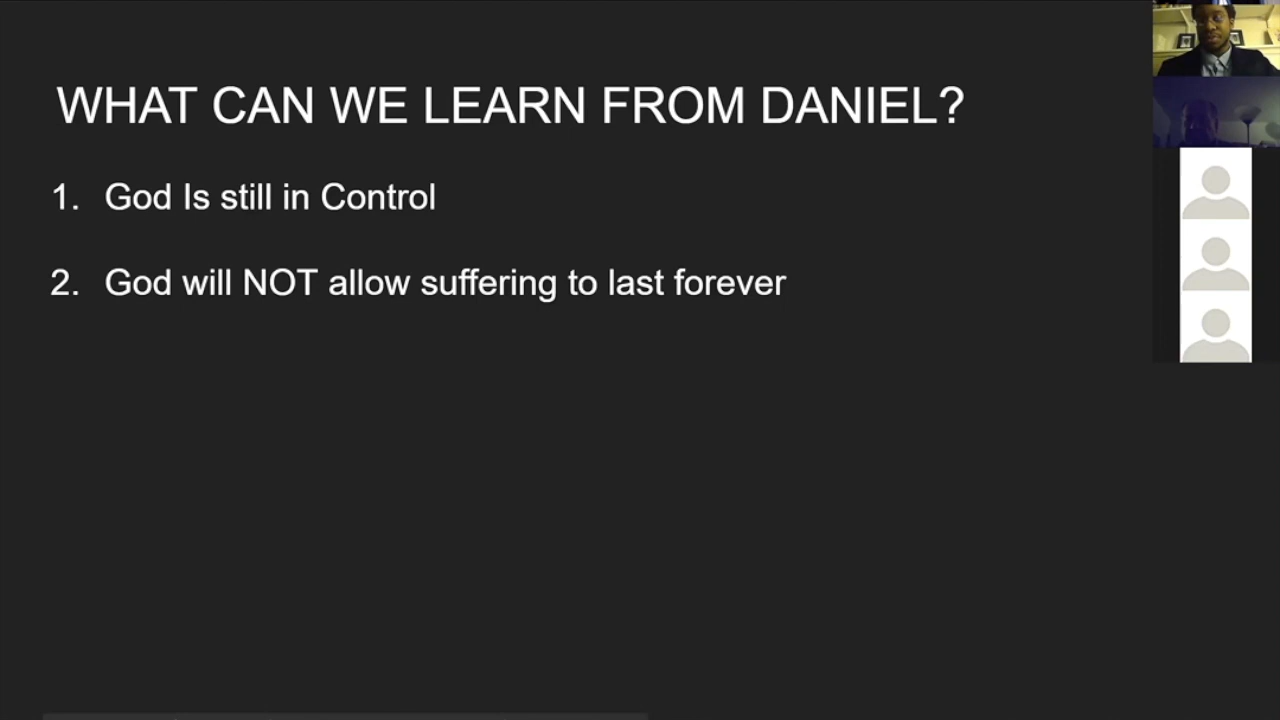 WHAT CAN WE LEARN FROM DANIEL?
1. God Is still in Control
2. God will NOT allow suffering to last forever